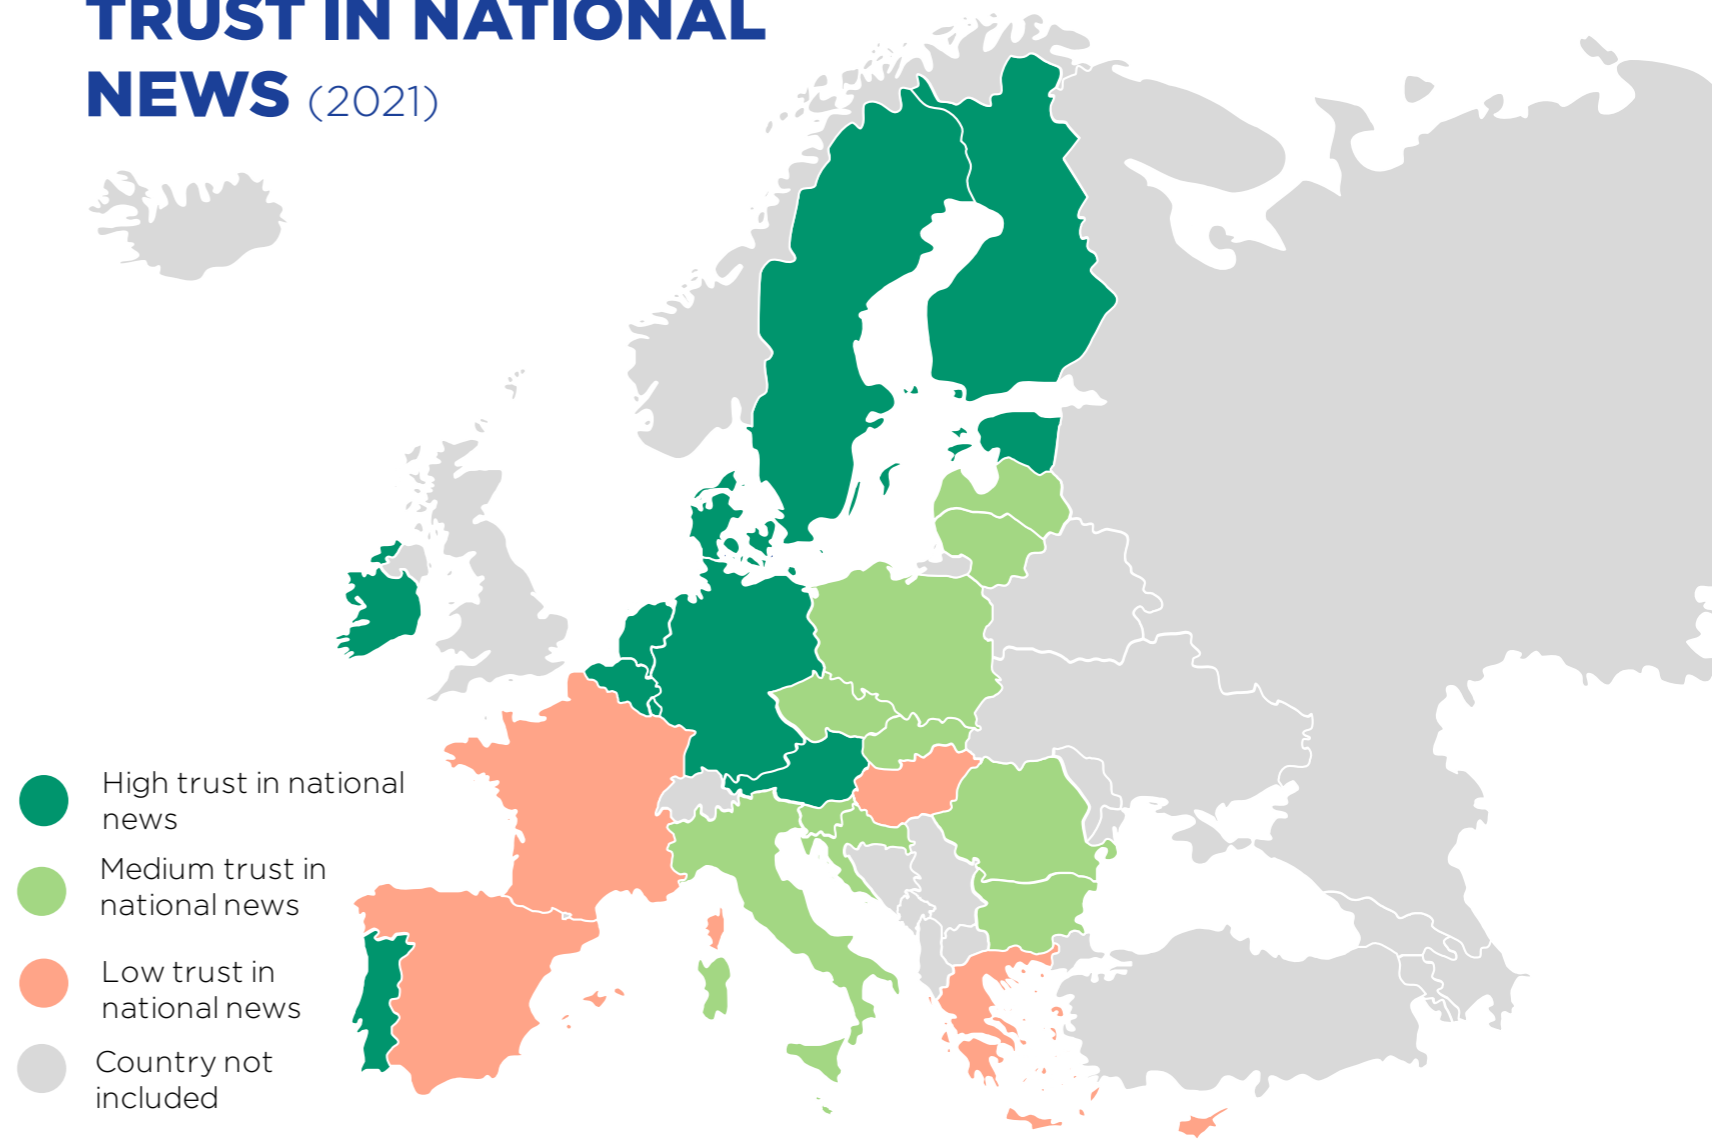 TRUST IN NATIONAL
NEWS (2021)
High trust in national
news
Medium trust in
national news
Low trust in
national news
Country not
included